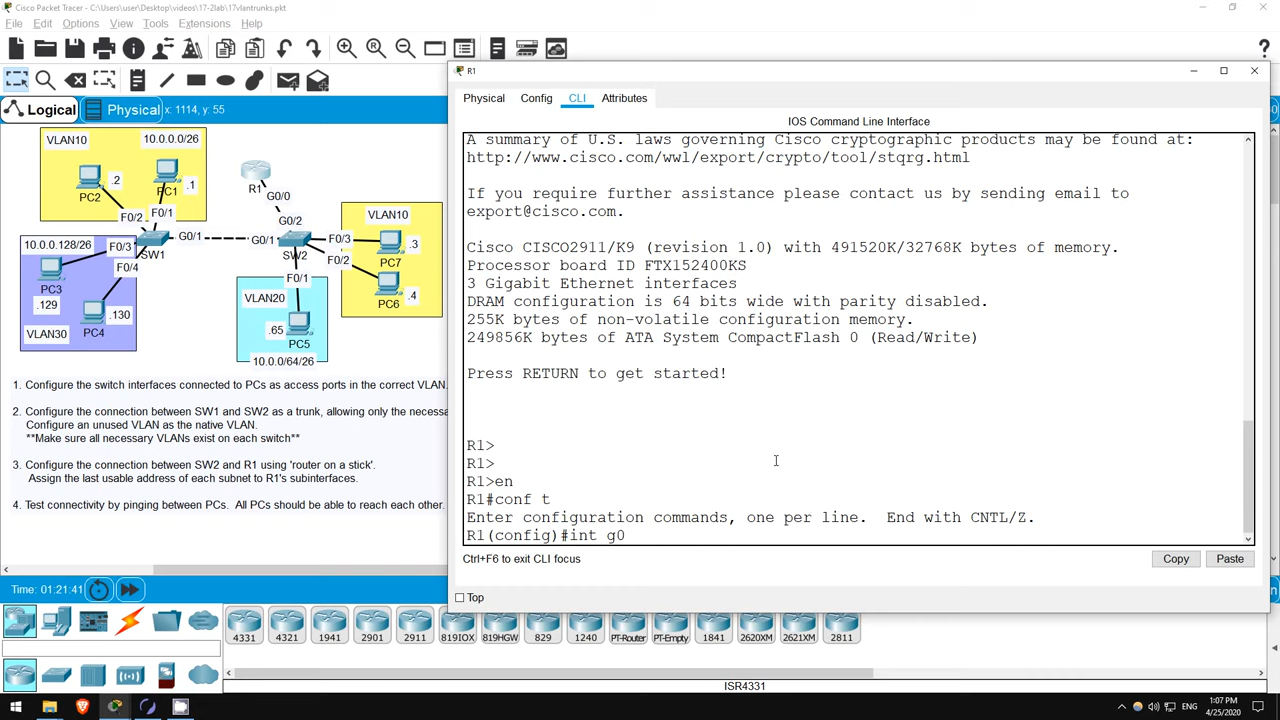 Cisco Packet Tracer - C:\Users\user\Desktop\videos\17-2lab\17vlantrunks.pkt
File Edit Options View Tools Extensions Help
Logical Physical x: 1114, y: 55
VLAN10 10.0.0.0/26
.2 PC2
PC1 .1
F0/2 F0/1
R1
G0/0
G0/2
VLAN10
10.0.0.128/26 F0/3
F0/4
SW1
G0/1 G0/1
SW2
F0/3 .3
PC7
F0/2
.4
PC6
PC3
.129
PC4 .130
VLAN30
F0/1
VLAN20
.65
PC5
10.0.0/64/26
1. Configure the switch interfaces connected to PCs as access ports in the correct VLAN.
2. Configure the connection between SW1 and SW2 as a trunk, allowing only the necessa
Configure an unused VLAN as the native VLAN.
**Make sure all necessary VLANs exist on each switch**
3. Configure the connection between SW2 and R1 using 'router on a stick'.
Assign the last usable address of each subnet to R1's subinterfaces.
4. Test connectivity by pinging between PCs. All PCs should be able to reach each other.
R1
Physical Config CLI Attributes
IOS Command Line Interface
A summary of U.S. laws governing Cisco cryptographic products may be found at:
http://www.cisco.com/wwl/export/crypto/tool/stqrg.html
If you require further assistance please contact us by sending email to
export@cisco.com.
Cisco CISCO2911/K9 (revision 1.0) with 491520K/32768K bytes of memory.
Processor board ID FTX152400KS
3 Gigabit Ethernet interfaces
DRAM configuration is 64 bits wide with parity disabled.
255K bytes of non-volatile configuration memory.
249856K bytes of ATA System CompactFlash 0 (Read/Write)
Press RETURN to get started!
R1>
R1>
R1>en
R1#conf t
Enter configuration commands, one per line.  End with CNTL/Z.
R1(config)#int g0
Ctrl+F6 to exit CLI focus
Copy Paste
Top
Time: 01:21:41
4331 4321 1941 2901 2911 819IOX 819HGW 829 1240 PT-Router PT-Empty 1841 2620XM 2621XM 2811
ISR4331
1:07 PM
4/25/2020